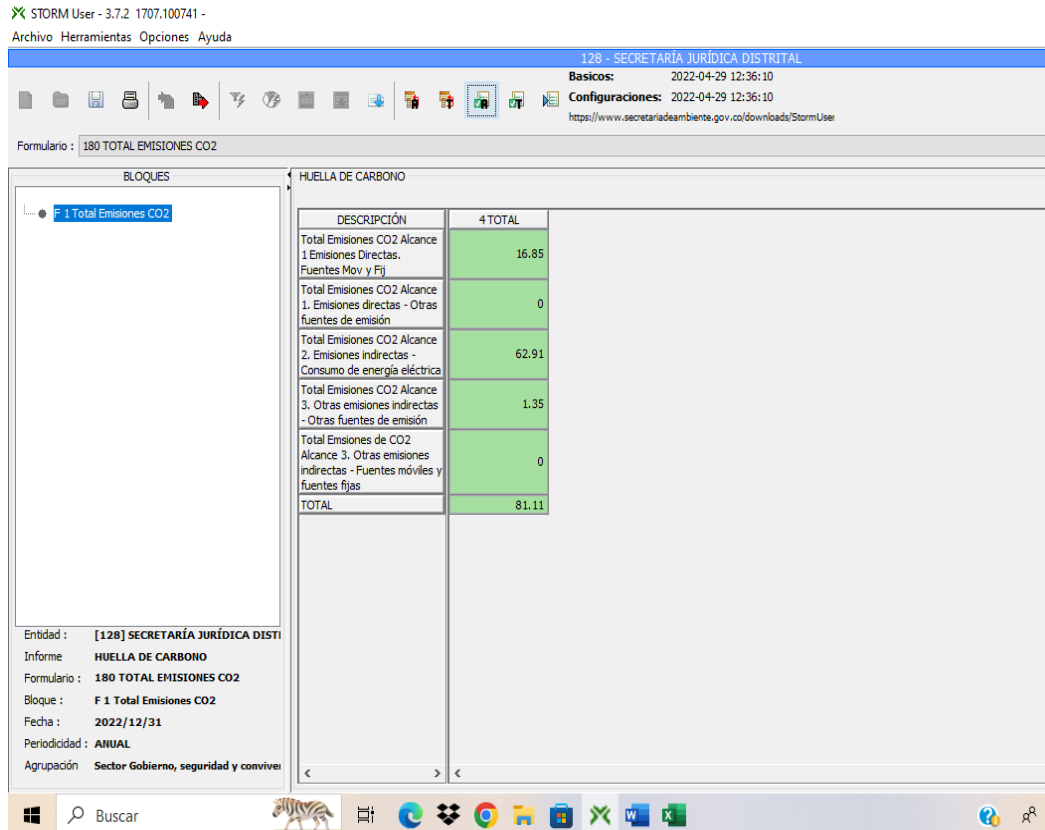 STORM User - 3.7.2 1707.100741 -
Archivo Herramientas Opciones Ayuda
128 - SECRETARÍA JURÍDICA DISTRITAL
Basicos: 2022-04-29 12:36:10
Configuraciones: 2022-04-29 12:36:10
https://www.secretariadeambiente.gov.co/downloads/StormUser
Formulario : 180 TOTAL EMISIONES CO2
BLOQUES
F 1 Total Emisiones CO2
HUELLA DE CARBONO
DESCRIPCIÓN 4 TOTAL
Total Emisiones CO2 Alcance
1 Emisiones Directas.
Fuentes Mov y Fij
16.85
Total Emisiones CO2 Alcance
1. Emisiones directas - Otras
fuentes de emisión
0
Total Emisiones CO2 Alcance
2. Emisiones indirectas -
Consumo de energía eléctrica
62.91
Total Emisiones CO2 Alcance
3. Otras emisiones indirectas
- Otras fuentes de emisión
1.35
Total Emsiones de CO2
Alcance 3. Otras emisiones
indirectas - Fuentes móviles y
fuentes fijas
0
TOTAL 81.11
Entidad : [128] SECRETARÍA JURÍDICA DISTI
Informe HUELLA DE CARBONO
Formulario : 180 TOTAL EMISIONES CO2
Bloque : F 1 Total Emisiones CO2
Fecha : 2022/12/31
Periodicidad : ANUAL
Agrupación Sector Gobierno, seguridad y convive
Buscar